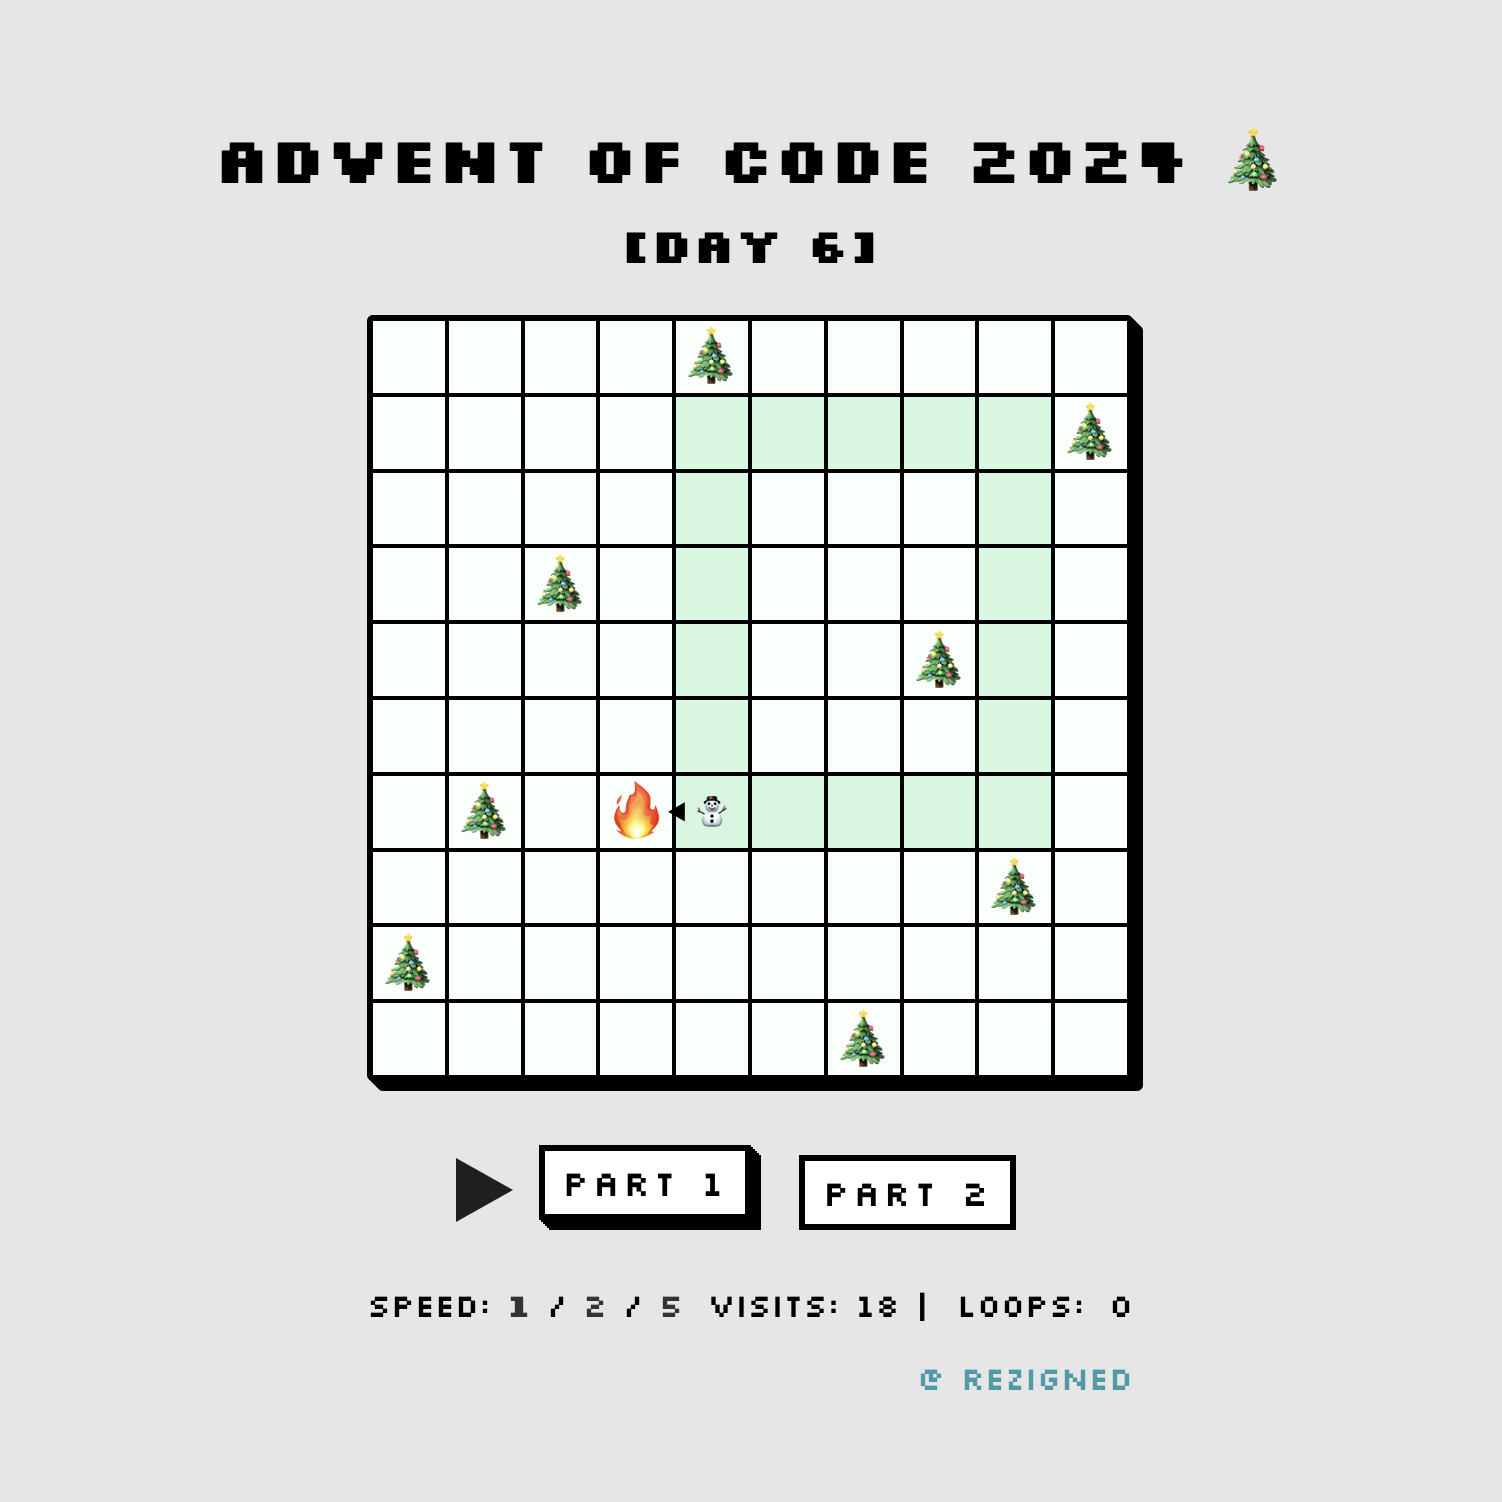 ADVENT OF CODE 2024
[DAY 6]
PART 1
PART 2
SPEED: 1 / 2 / 5 VISITS: 18 | LOOPS: 0
@ REZIGNED